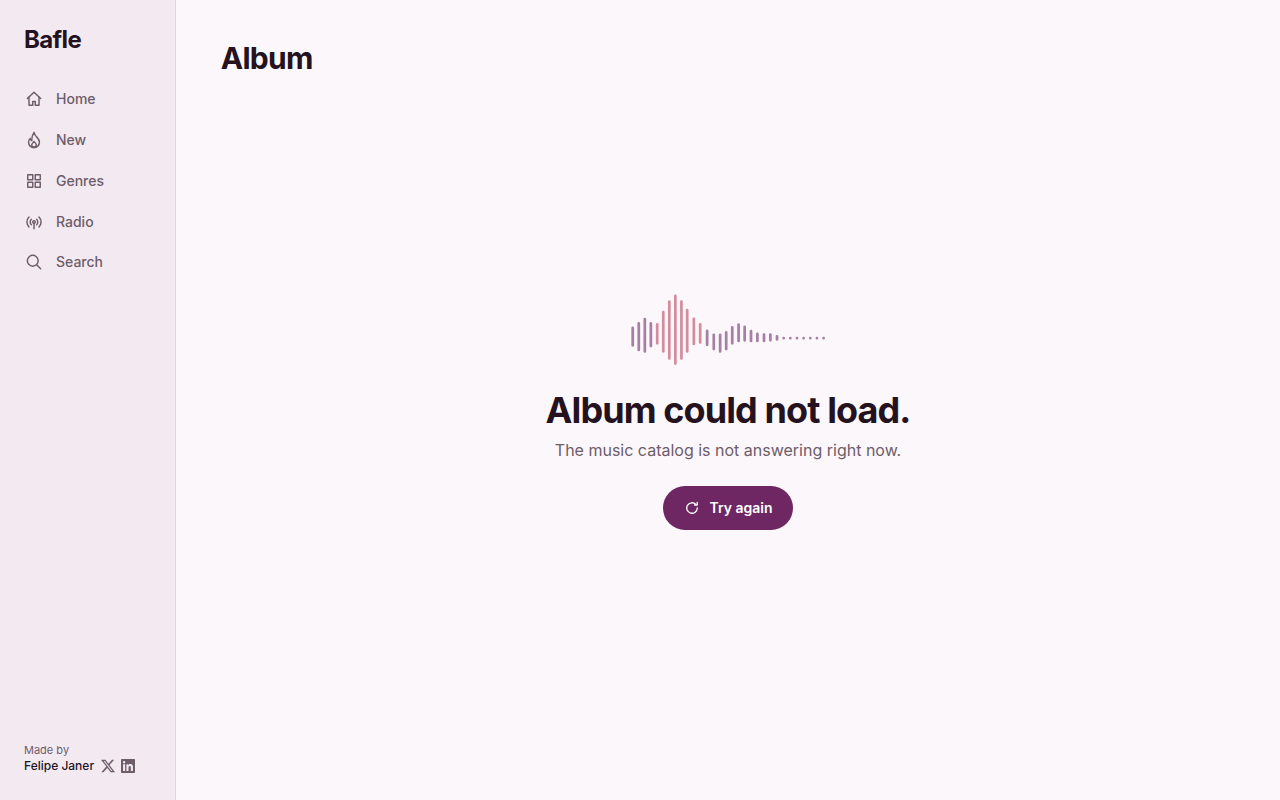 Bafle
Home
New
Genres
Radio
Search
Made by
Felipe Janer
Album
Album could not load.
The music catalog is not answering right now.
Try again